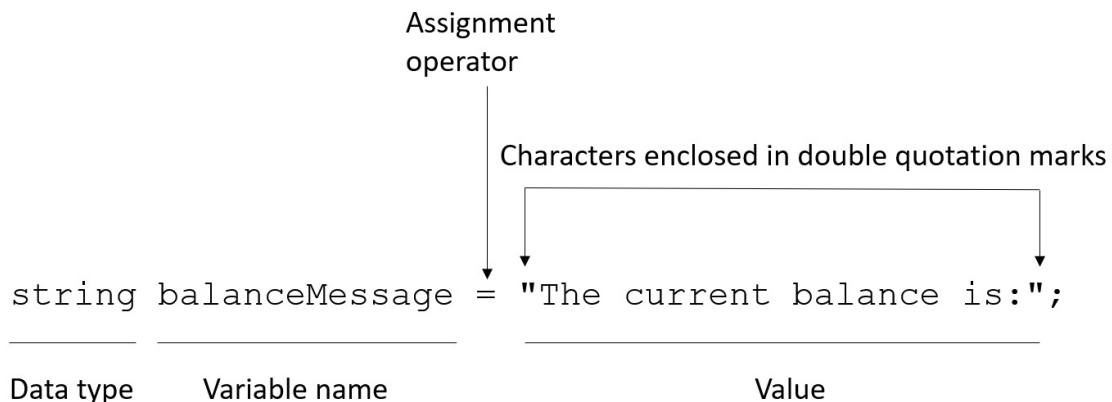 Assignment
operator
Characters enclosed in double quotation marks
string balanceMessage = "The current balance is:";
Data type Variable name Value